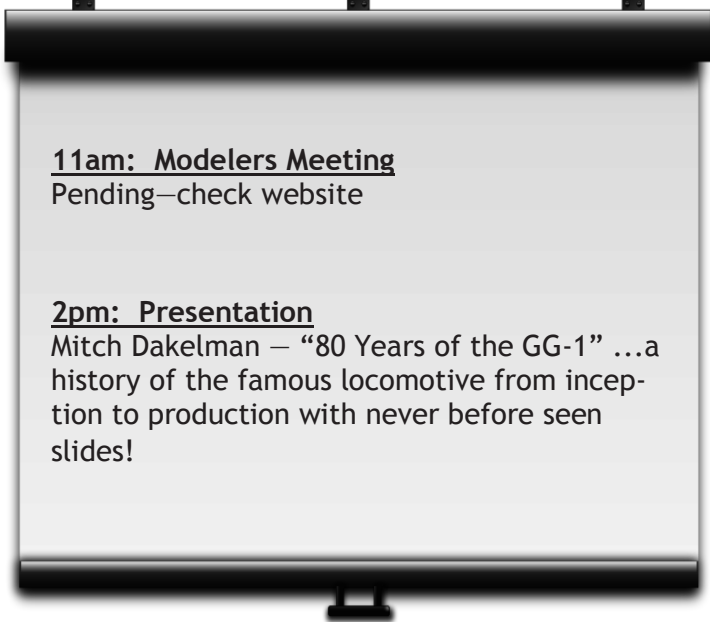 11am:  Modelers Meeting
Pending—check website
2pm:  Presentation
Mitch Dakelman — “80 Years of the GG-1” ...a
history of the famous locomotive from incep-
tion to production with never before seen
slides!